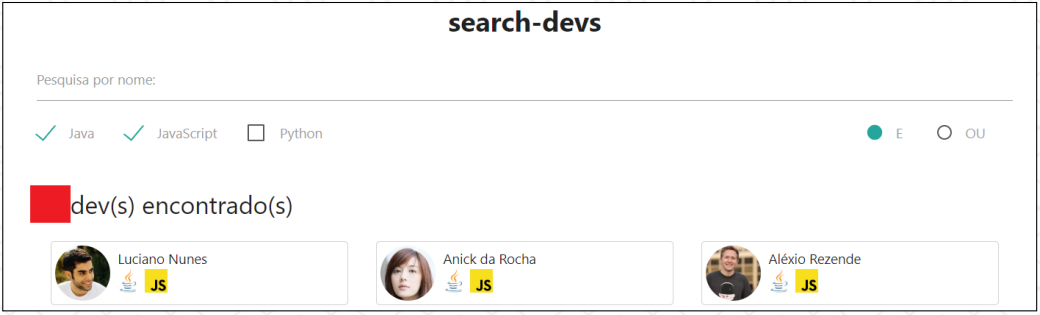 search-devs
Pesquisa por nome:
Java JavaScript Python E OU
dev(s) encontrado(s)
Luciano Nunes Anick da Rocha Aléxio Rezende
JS JS JS